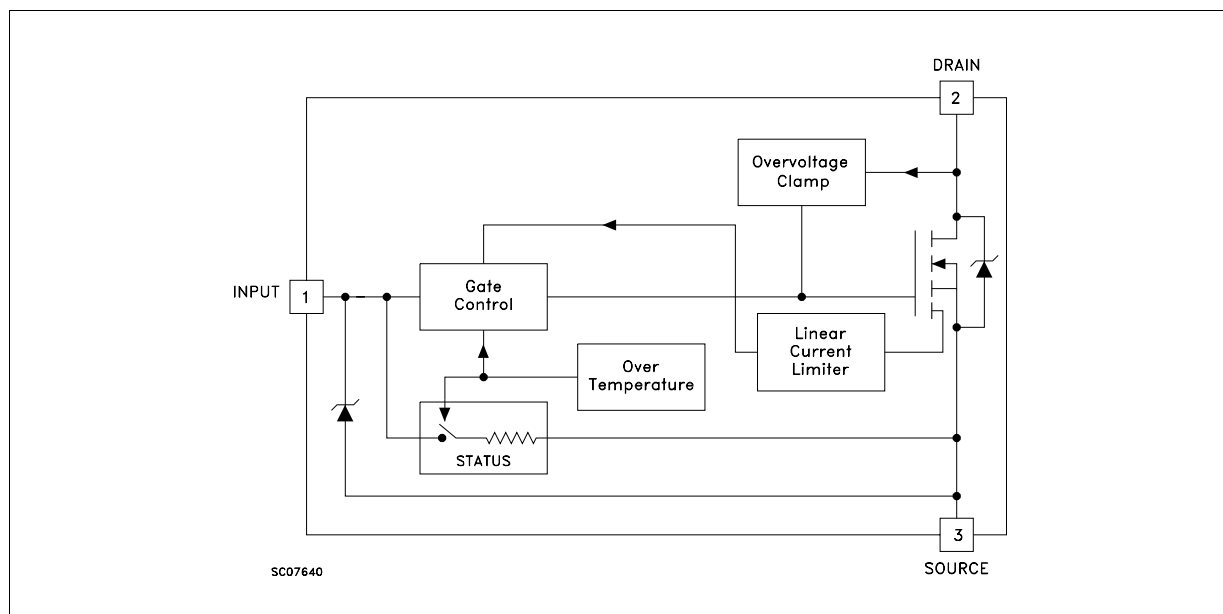 DRAIN
2
Overvoltage
Clamp
INPUT
1
Gate
Control
Linear
Current
Limiter
Over
Temperature
STATUS
3
SOURCE
SC07640